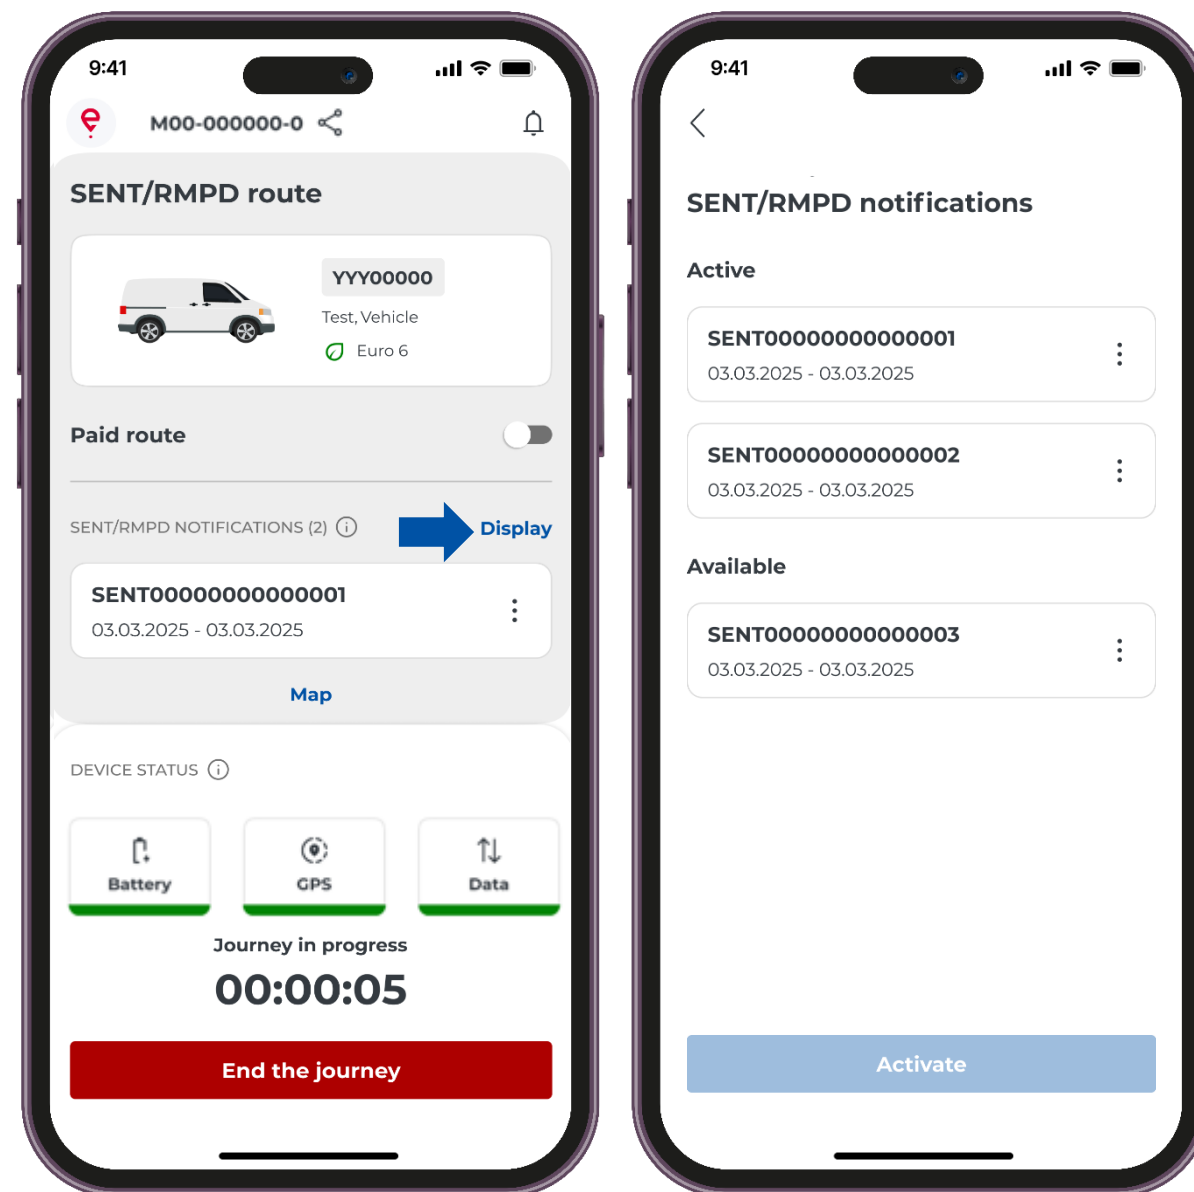 9:41
M00-000000-0
SENT/RMPD route
YYY00000
Test, Vehicle
Euro 6
Paid route
SENT/RMPD NOTIFICATIONS (2)
Display
SENT00000000000001
03.03.2025 - 03.03.2025
Map
DEVICE STATUS
Battery
GPS
Data
Journey in progress
00:00:05
End the journey
9:41
SENT/RMPD notifications
Active
SENT00000000000001
03.03.2025 - 03.03.2025
SENT00000000000002
03.03.2025 - 03.03.2025
Available
SENT00000000000003
03.03.2025 - 03.03.2025
Activate